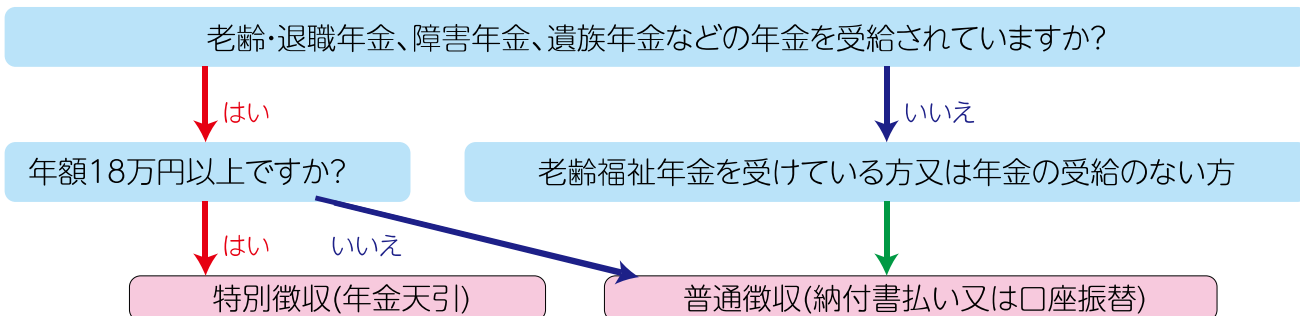 老齢・退職年金、障害年金、遺族年金などの年金を受給されていますか?
はい
いいえ
年額18万円以上ですか?
老齢福祉年金を受けている方又は年金の受給のない方
はい
いいえ
特別徴収(年金天引)
普通徴収(納付書払い又は口座振替)